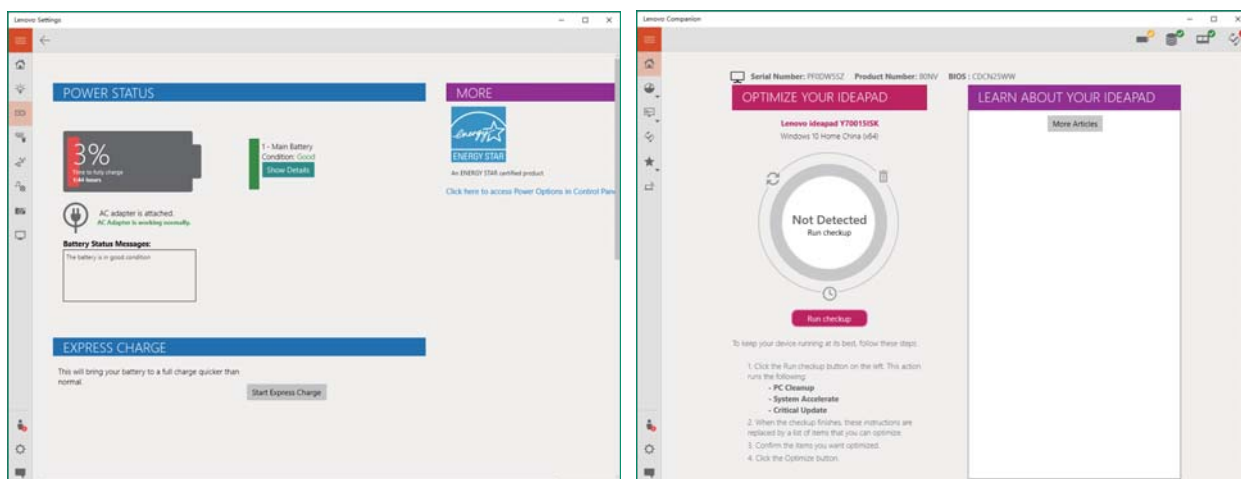 Lenovo Settings
POWER STATUS
3%
Time to fully charge
1:44 hours
1 - Main Battery
Condition: Good
Show Details
AC adapter is attached.
AC Adapter is working normally.
Battery Status Messages:
The battery is in good condition
EXPRESS CHARGE
This will bring your battery to a full charge quicker than
normal.
Start Express Charge
MORE
energy
ENERGY STAR
An ENERGY STAR certified product
Click here to access Power Options in Control Pane
Lenovo Companion
Serial Number: PF0DW5SZ Product Number: 80NV BIOS : CDCN25WW
OPTIMIZE YOUR IDEAPAD
Lenovo ideapad Y70015ISK
Windows 10 Home China (x64)
Not Detected
Run checkup
Run checkup
To keep your device running at its best, follow these steps:
1. Click the Run checkup button on the left. This action
runs the following:
- PC Cleanup
- System Accelerate
- Critical Update
2. When the checkup finishes, these instructions are
replaced by a list of items that you can optimize.
3. Confirm the items you want optimized.
4. Click the Optimize button.
LEARN ABOUT YOUR IDEAPAD
More Articles